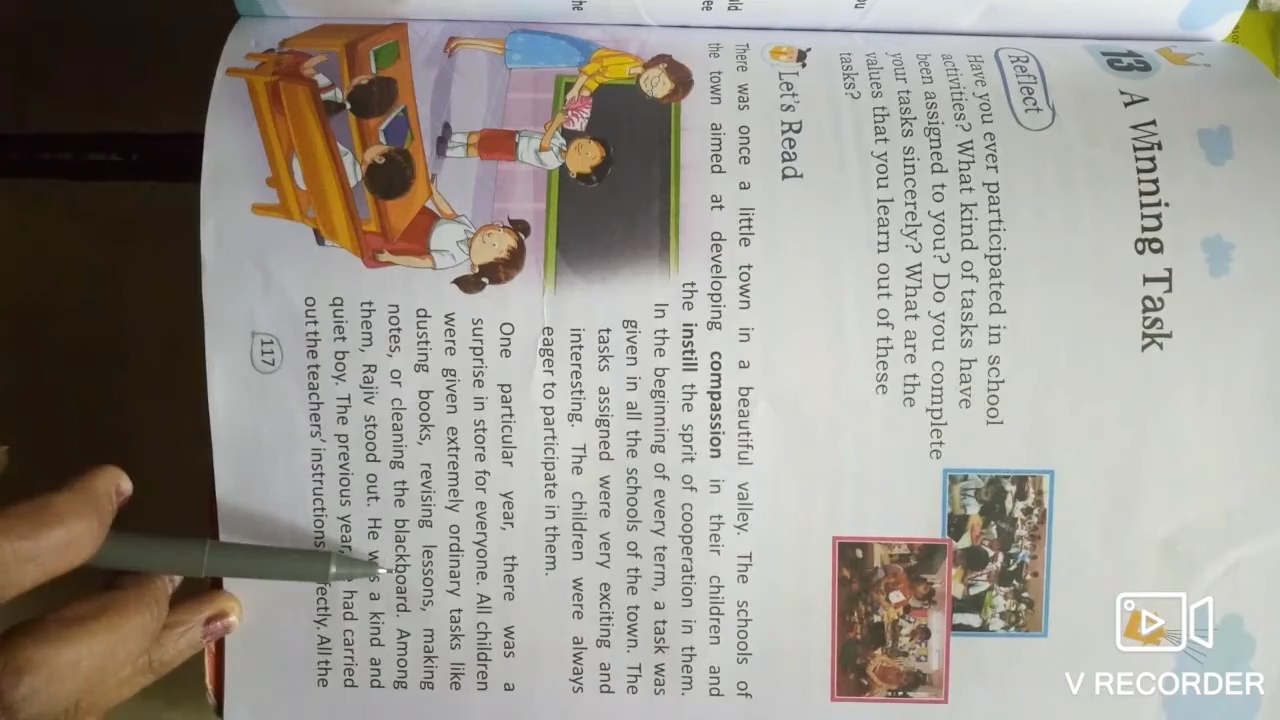 13 A Winning Task
Reflect
Have you ever participated in school
activities? What kind of tasks have
been assigned to you? Do you complete
your tasks sincerely? What are the
values that you learn out of these
tasks?
Let's Read
There was once a little town in a beautiful valley. The schools of
the town aimed at developing compassion in their children and
the instill the sprit of cooperation in them.
In the beginning of every term, a task was
given in all the schools of the town. The
tasks assigned were very exciting and
interesting. The children were always
eager to participate in them.
One particular year, there was a
surprise in store for everyone. All children
were given extremely ordinary tasks like
dusting books, revising lessons, making
notes, or cleaning the blackboard. Among
them, Rajiv stood out. He was a kind and
quiet boy. The previous year, had carried
out the teachers' instructions fectly. All the
117
V RECORDER